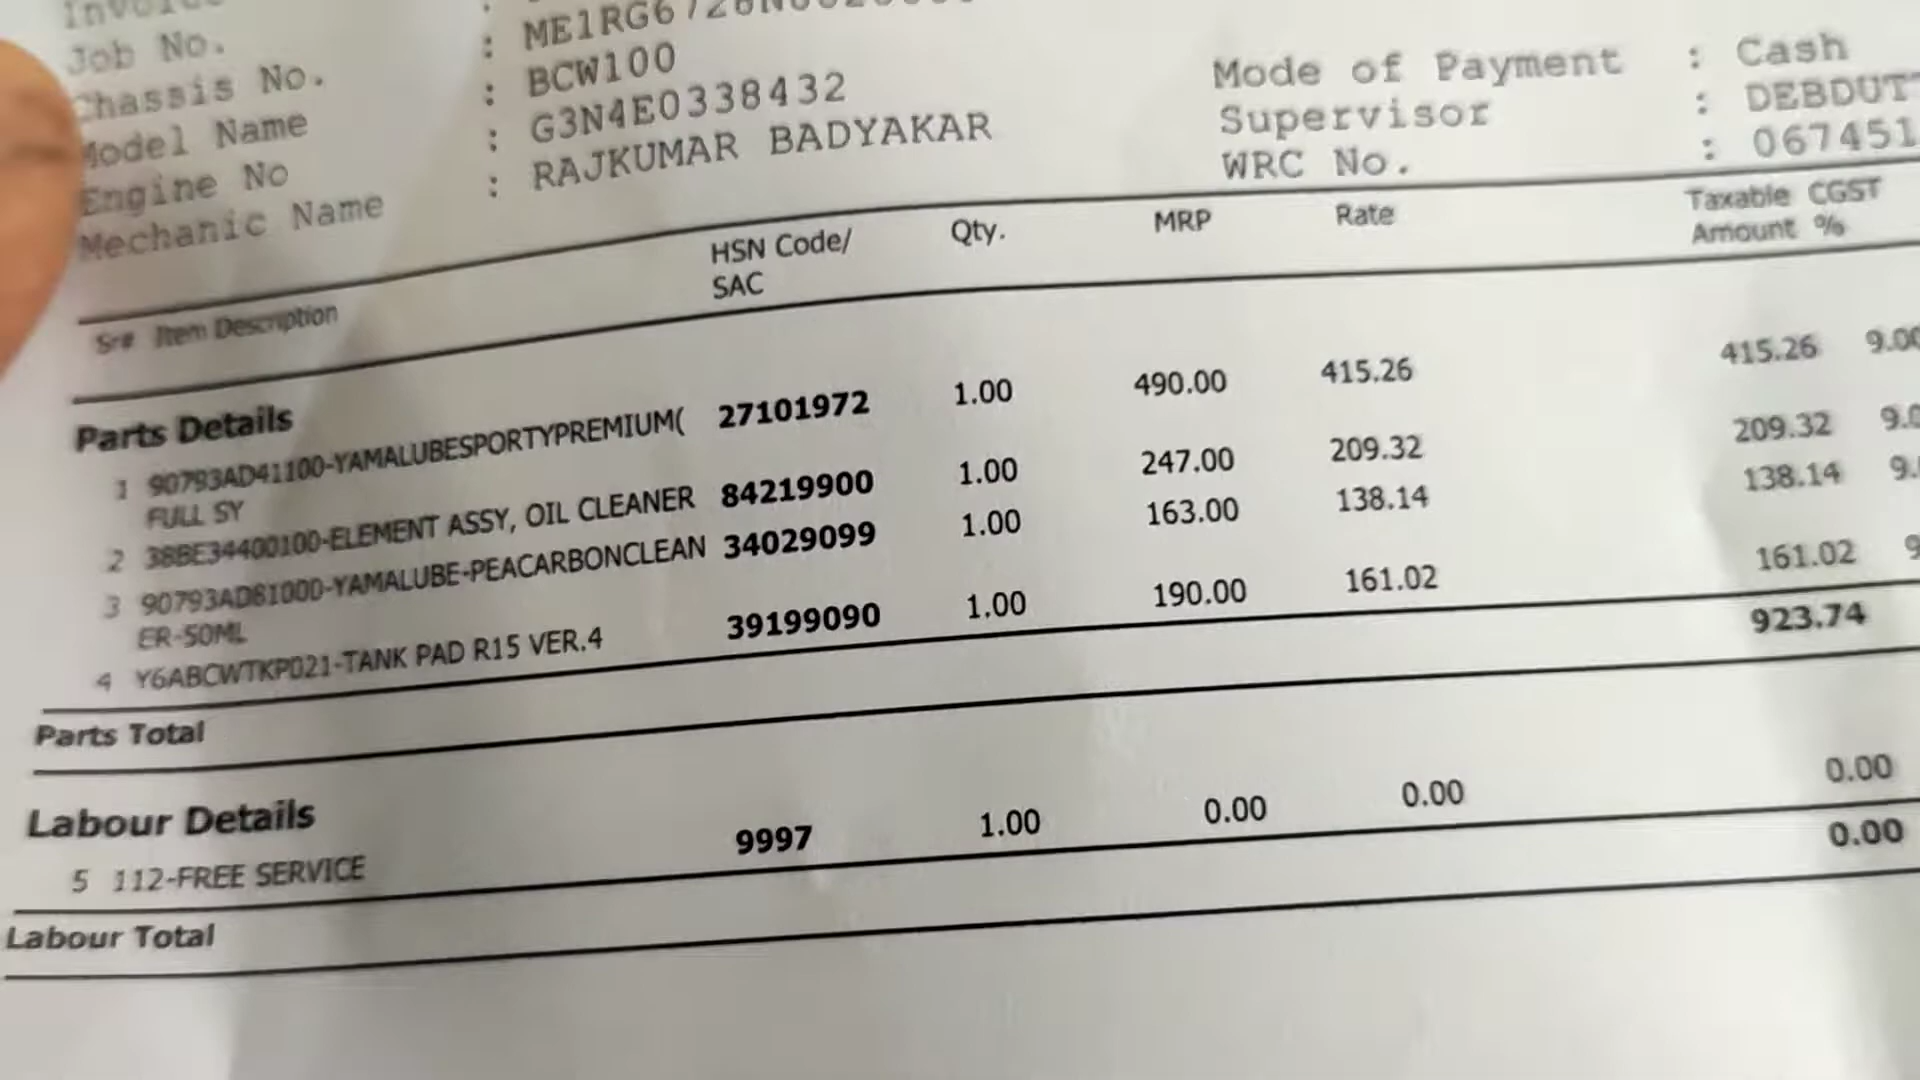 Job No.
Chassis No. :
Model Name : BCW100
Engine No : G3N4E0338432
Mechanic Name : RAJKUMAR BADYAKAR
Mode of Payment : Cash
Supervisor :
WRC No. : 067451
Sr# Item Description HSN Code/ SAC Qty. MRP Rate Taxable Amount CGST %
Parts Details
1 90793AD41100-YAMALUBESPORTYPREMIUM( FULL SY 27101972 1.00 490.00 415.26 415.26
2 38BE34400100-ELEMENT ASSY, OIL CLEANER 84219900 1.00 247.00 209.32 209.32
3 90793AD81000-YAMALUBE-PEACARBONCLEAN ER-50ML 34029099 1.00 163.00 138.14 138.14
4 Y6ABCWTKP021-TANK PAD R15 VER.4 39199090 1.00 190.00 161.02 161.02
Parts Total 923.74
Labour Details
5 112-FREE SERVICE 9997 1.00 0.00 0.00 0.00
Labour Total 0.00